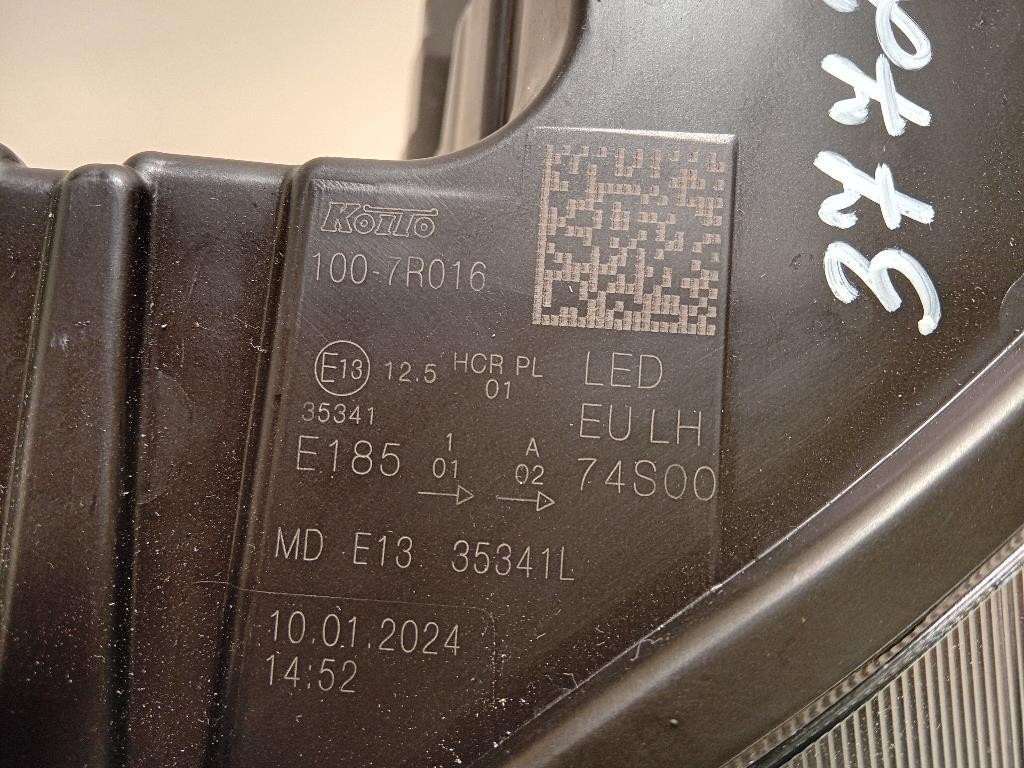 KOITO
100-7R016
E13 12.5 HCR PL
01
35341
LED
EU LH
74S00
E185 1 A
01 02
→ →
MD E13 35341L
10.01.2024
14:52